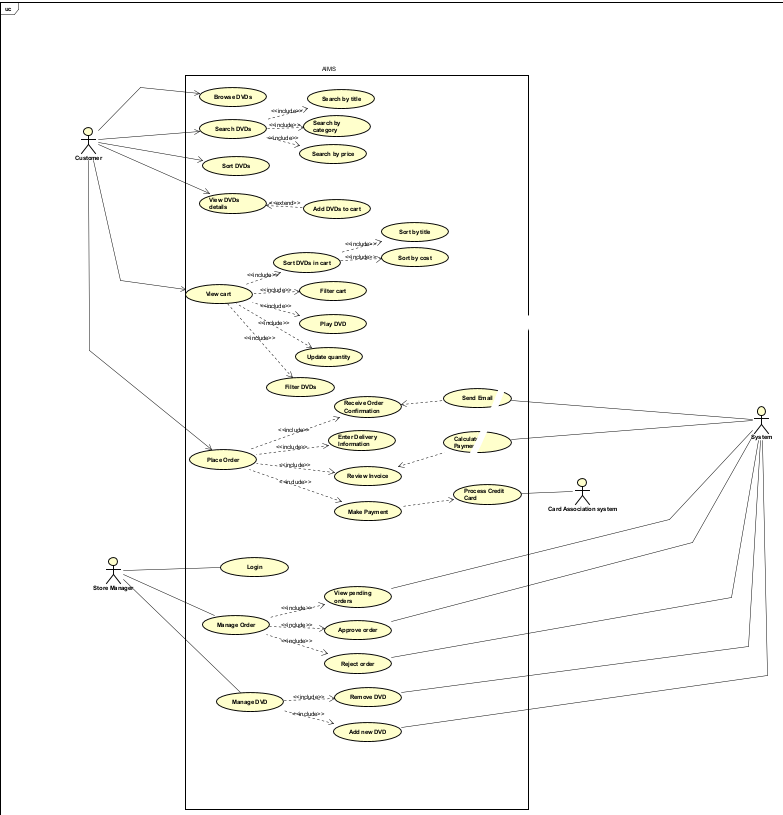 uc
AIMS
Browse DVDs
Search by title
<<include>>
Search DVDs
<<include>>
Search by
category
<<include>>
Search by price
Customer
Sort DVDs
View DVDs
details
<<extend>>
Add DVDs to cart
Sort by title
<<include>>
Sort DVDs in cart
<<include>>
Sort by cost
<<include>>
View cart
<<include>>
Filter cart
<<include>>
Play DVD
<<include>>
<<include>>
Update quantity
Filter DVDs
Receive Order
Confirmation
Send Email
System
<<include>>
Enter Delivery
Information
<<include>>
Place Order
<<include>>
Review Invoice
<<include>>
Process Credit
Card
Make Payment
Card Association system
Login
Store Manager
View pending
orders
<<include>>
Manage Order
<<include>>
Approve order
<<include>>
Reject order
Manage DVD
<<include>>
Remove DVD
<<include>>
Add new DVD